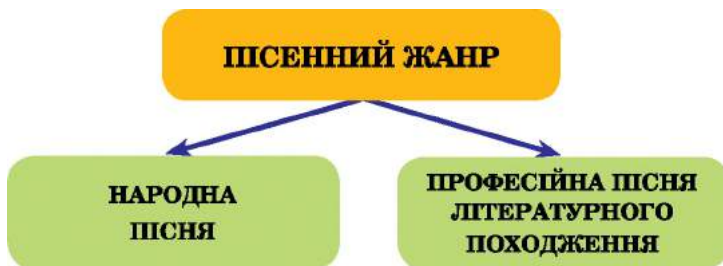 ПІСЕННИЙ ЖАНР
НАРОДНА
ПІСНЯ
ПРОФЕСІЙНА ПІСНЯ
ЛІТЕРАТУРНОГО
ПОХОДЖЕННЯ